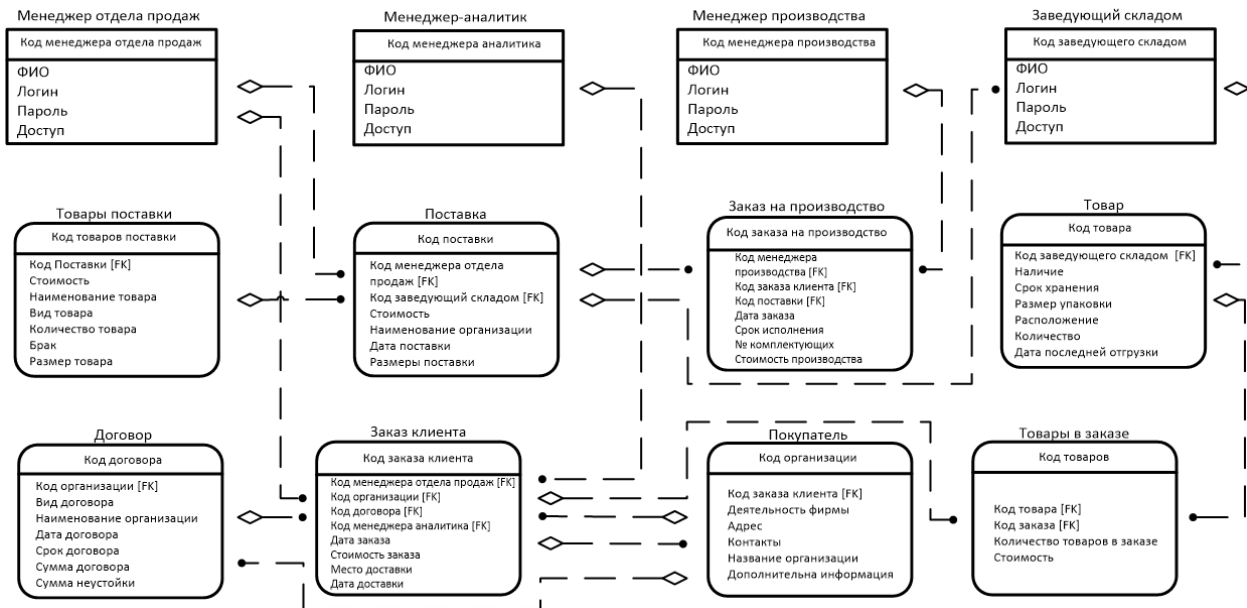 Менеджер отдела продаж
Код менеджера отдела продаж
ФИО
Логин
Пароль
Доступ
Менеджер-аналитик
Код менеджера аналитика
ФИО
Логин
Пароль
Доступ
Менеджер производства
Код менеджера производства
ФИО
Логин
Пароль
Доступ
Заведующий складом
Код заведующего складом
ФИО
Логин
Пароль
Доступ
Товары поставки
Код товаров поставки
Код Поставки [FK]
Стоимость
Наименование товара
Вид товара
Количество товара
Брак
Размер товара
Поставка
Код поставки
Код менеджера отдела
продаж [FK]
Код заведующий складом [FK]
Стоимость
Наименование организации
Дата поставки
Размеры поставки
Заказ на производство
Код заказа на производство
Код менеджера
производства [FK]
Код заказа клиента [FK]
Код поставки [FK]
Дата заказа
Срок исполнения
№ комплектующих
Стоимость производства
Товар
Код товара
Код заведующего складом [FK]
Наличие
Срок хранения
Размер упаковки
Расположение
Количество
Дата последней отгрузки
Договор
Код договора
Код организации [FK]
Вид договора
Наименование организации
Дата договора
Срок договора
Сумма договора
Сумма неустойки
Заказ клиента
Код заказа клиента
Код менеджера отдела продаж [FK]
Код организации [FK]
Код договора [FK]
Код менеджера аналитика [FK]
Дата заказа
Стоимость заказа
Место доставки
Дата доставки
Покупатель
Код организации
Код заказа клиента [FK]
Деятельность фирмы
Адрес
Контакты
Название организации
Дополнительна информация
Товары в заказе
Код товаров
Код товара [FK]
Код заказа [FK]
Количество товаров в заказе
Стоимость